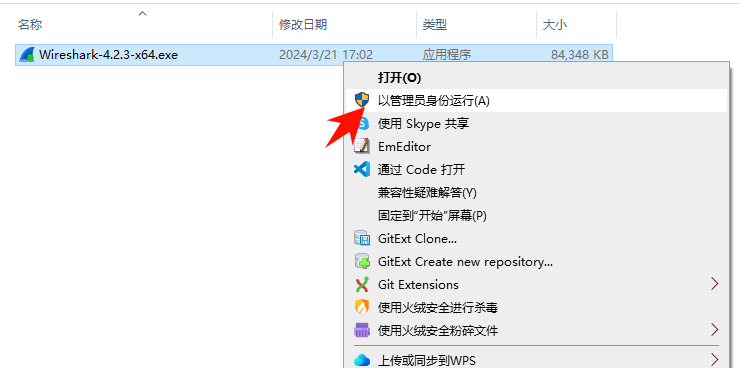 名称 修改日期 类型 大小
Wireshark-4.2.3-x64.exe 2024/3/21 17:02 应用程序 84,348 KB
打开(O)
以管理员身份运行(A)
使用 Skype 共享
EmEditor
通过 Code 打开
兼容性疑难解答(Y)
固定到"开始"屏幕(P)
GitExt Clone...
GitExt Create new repository...
Git Extensions
使用火绒安全进行杀毒
使用火绒安全粉碎文件
上传或同步到WPS